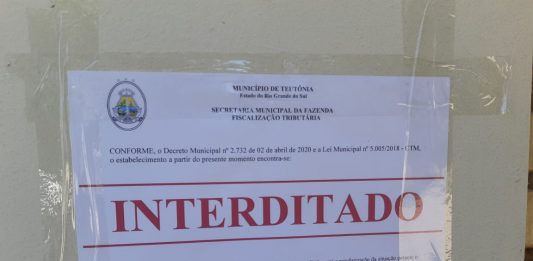 MUNICÍPIO DE TEUTÔNIA
Estado do Rio Grande do Sul
SECRETARIA MUNICIPAL DA FAZENDA
FISCALIZAÇÃO TRIBUTÁRIA
CONFORME, o Decreto Municipal nº 2.732 de 02 de abril de 2020 e a Lei Municipal nº 5.005/2018 - CTM,
o estabelecimento a partir do presente momento encontra-se:
INTERDITADO